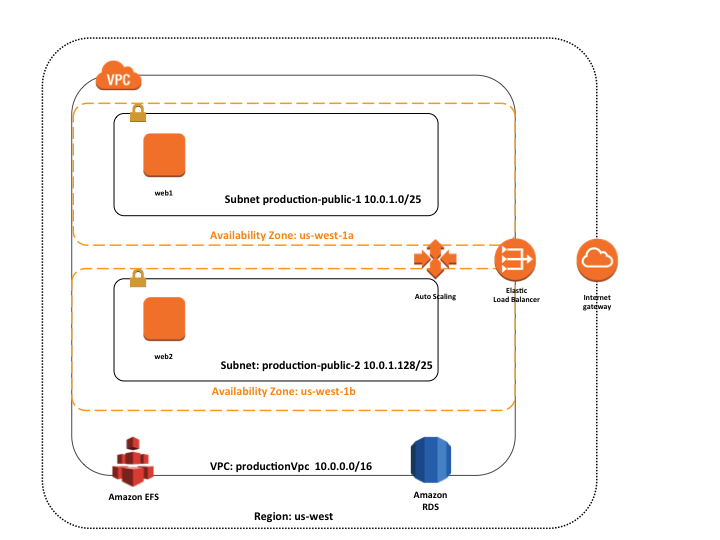 VPC
web1
Subnet production-public-1 10.0.1.0/25
Availability Zone: us-west-1a
Auto Scaling
Elastic
Load Balancer
Internet
gateway
web2
Subnet: production-public-2 10.0.1.128/25
Availability Zone: us-west-1b
VPC: productionVpc  10.0.0.0/16
Amazon EFS
Amazon
RDS
Region: us-west